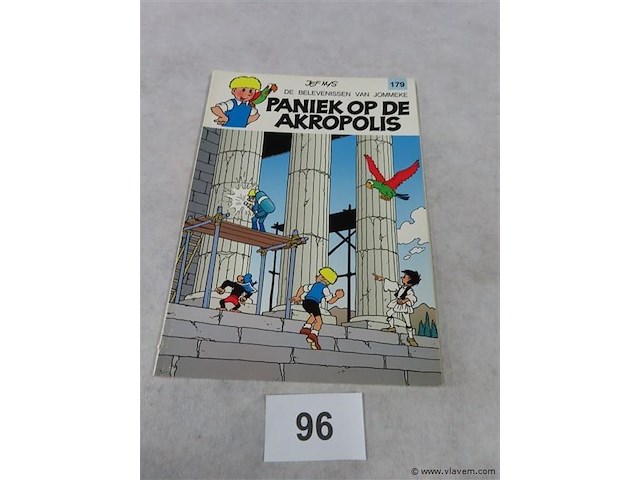 JEF NYS
179
DE BELEVENISSEN VAN JOMMEKE
PANIEK OP DE
AKROPOLIS
96
© www.vlavem.com